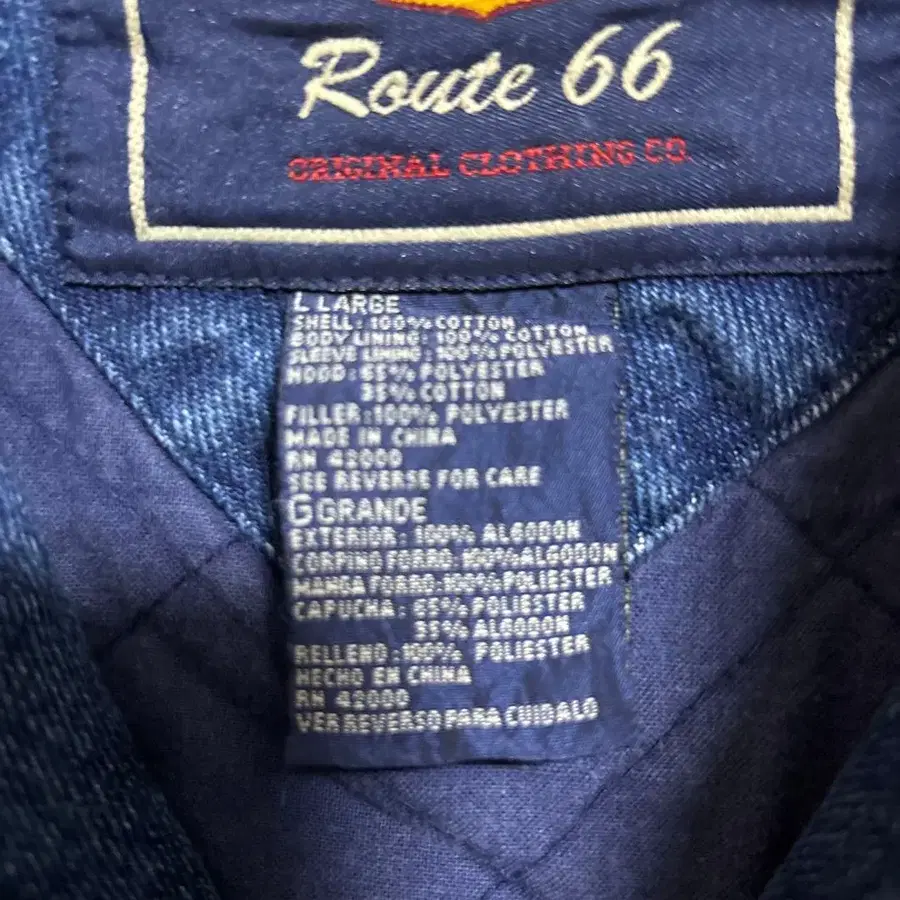 Route 66
ORIGINAL CLOTHING CO.
L LARGE
SHELL: 100% COTTON
BODY LINING: 100% COTTON
SLEEVE LINING: 100% POLYESTER
HOOD: 65% POLYESTER
35% COTTON
FILLER: 100% POLYESTER
MADE IN CHINA
RN 42000
SEE REVERSE FOR CARE
G GRANDE
EXTERIOR: 100% ALGODON
CORPINO FORRO: 100% ALGODON
MANGA FORRO: 100% POLIESTER
CAPUCHA: 65% POLIESTER
35% ALGODON
RELLENO: 100% POLIESTER
HECHO EN CHINA
RN 42000
VER REVERSO PARA CUIDALO